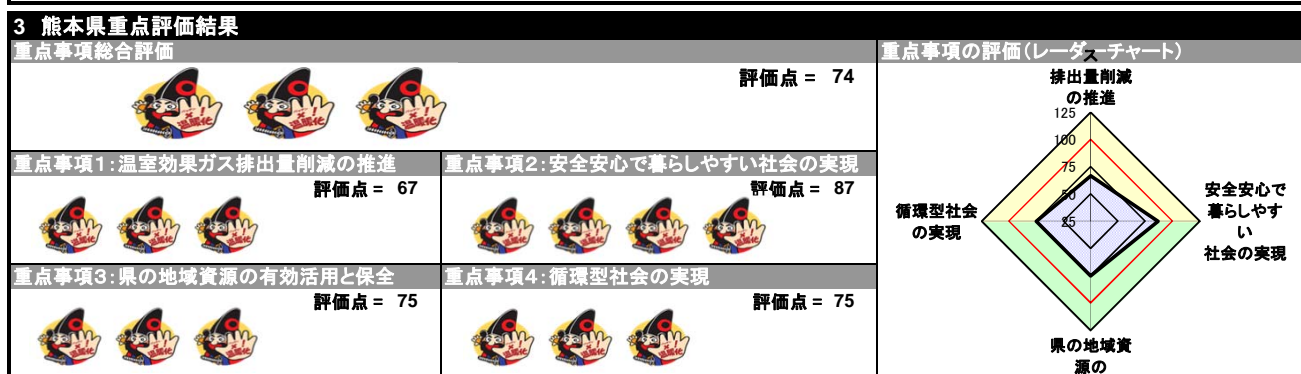 3 熊本県重点評価結果
重点事項総合評価
評価点 = 74
重点事項1：温室効果ガス排出量削減の推進
評価点 = 67
重点事項2：安全安心で暮らしやすい社会の実現
評価点 = 87
重点事項3：県の地域資源の有効活用と保全
評価点 = 75
重点事項4：循環型社会の実現
評価点 = 75
重点事項の評価（レーダーチャート）
ス
排出量削減
の推進
125
100
75
50
25
安全安心で
暮らしやす
い
社会の実現
循環型社会
の実現
県の地域資
源の